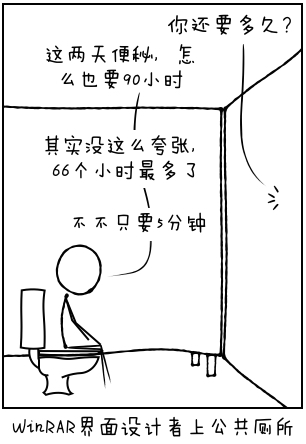 你还要多久?
这两天便秘, 怎
么也要90小时
其实没这么夸张,
66个小时最多了
不不只要5分钟
WinRAR界面设计者上公共厕所